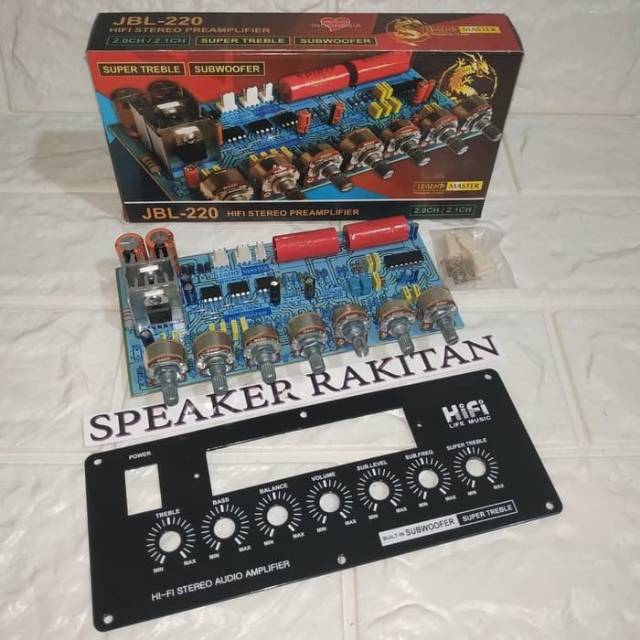 JBL-220
HIFI STEREO PREAMPLIFIER
2.0CH / 2.1CH
SUPER TREBLE
SUBWOOFER
INDONESIA
MASTER
SUPER TREBLE
SUBWOOFER
LEGEND MASTER
JBL-220 HIFI STEREO PREAMPLIFIER
2.0CH / 2.1CH
SPEAKER RAKITAN
HiFi
LIFE MUSIC
POWER
TREBLE
BASS
BALANCE
VOLUME
SUB.LEVEL
SUB.FREQ
SUPER TREBLE
MIN MAX
MIN MAX
MIN MAX
MIN MAX
MIN MAX
MIN MAX
MIN MAX
BUILT-IN SUBWOOFER
SUPER TREBLE
HI-FI STEREO AUDIO AMPLIFIER